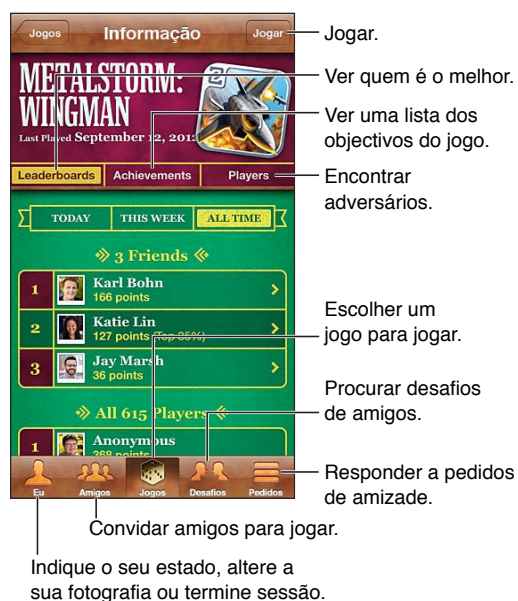 Jogos
Informação
Jogar
Jogar.
METALSTORM:
WINGMAN
Last Played September 12, 201
Ver quem é o melhor.
Ver uma lista dos
objectivos do jogo.
Leaderboards
Achievements
Players
Encontrar
adversários.
TODAY
THIS WEEK
ALL TIME
3 Friends
1
Karl Bohn
166 points
2
Katie Lin
127 points (Top 35%)
3
Jay Marsh
36 points
Escolher um
jogo para jogar.
All 615 Players
1
Anonymous
368 points
Procurar desafios
de amigos.
Eu
Amigos
Jogos
Desafios
Pedidos
Responder a pedidos
de amizade.
Convidar amigos para jogar.
Indique o seu estado, altere a
sua fotografia ou termine sessão.